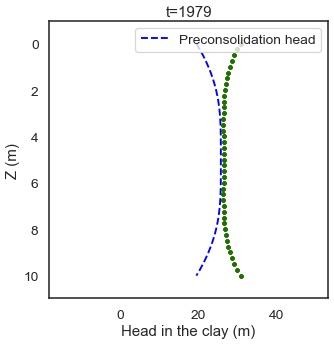 t=1979
Preconsolidation head
0
2
4
6
8
10
Z (m)
0 20 40
Head in the clay (m)